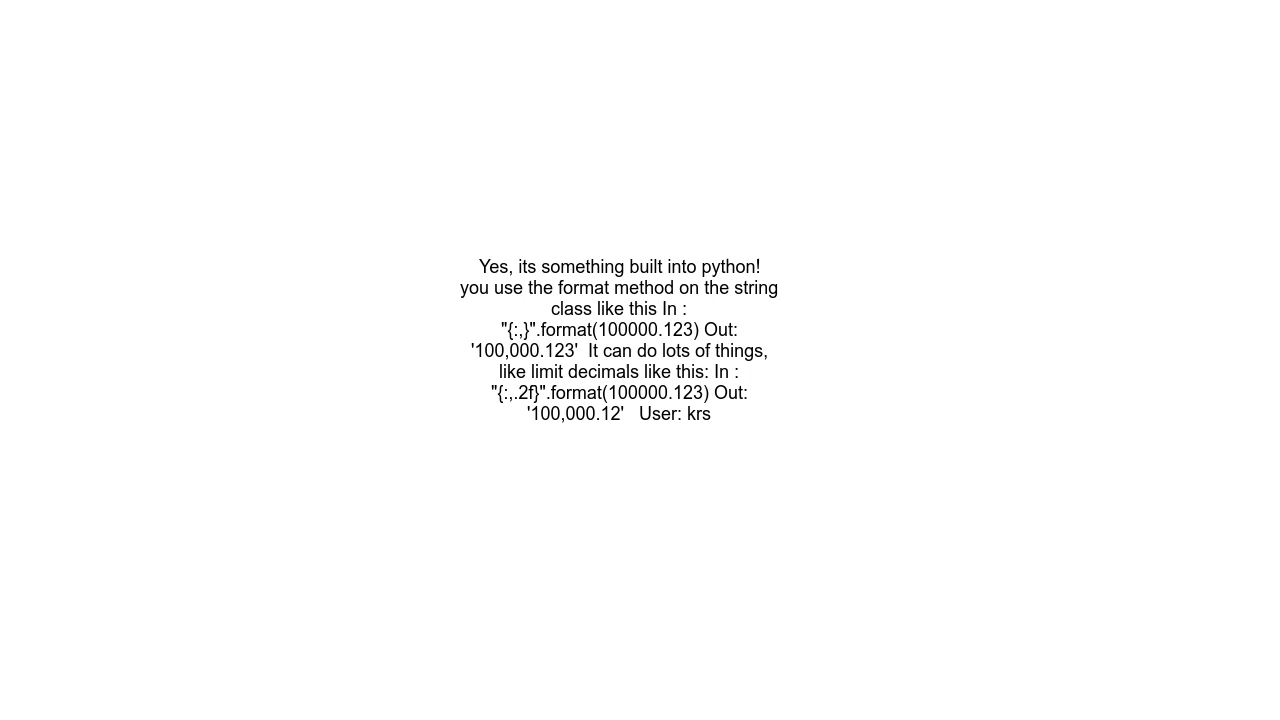 Yes, its something built into python!
you use the format method on the string
class like this In :
"{:,}".format(100000.123) Out:
'100,000.123'  It can do lots of things,
like limit decimals like this: In :
"{:,.2f}".format(100000.123) Out:
'100,000.12'   User: krs